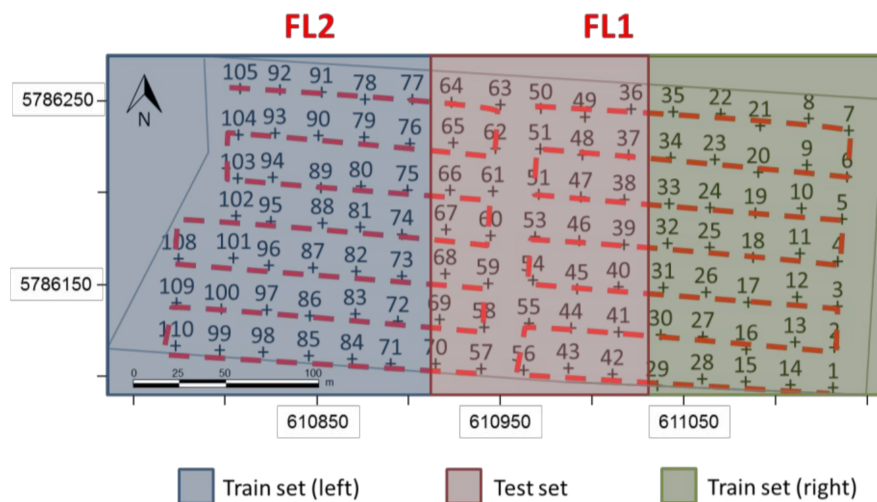 FL2 FL1
105 92 91 78 77 64 63 50 49 36 35 22 21 8 7
5786250
N
104 93 90 79 76 65 62 51 48 37 34 23 20 9 6
103 94 89 80 75 66 61 51 47 38 33 24 19 10 5
102 95 88 81 74 67 60 53 46 39 32 25 18 11 4
108 101 96 87 82 73 68 59 54 45 40 31 26 17 12 3
5786150
109 100 97 86 83 72 69 58 55 44 41 30 27 16 13 2
110 99 98 85 84 71 70 57 56 43 42 29 28 15 14 1
0 25 50 100
m
610850 610950 611050
Train set (left) Test set Train set (right)